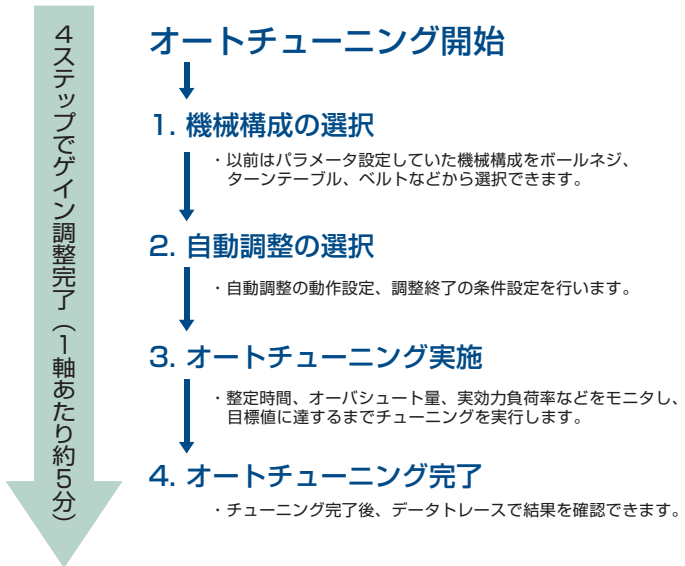 4ステップでゲイン調整完了（1軸あたり約5分）
オートチューニング開始
1. 機械構成の選択
・以前はパラメータ設定していた機械構成をボールネジ、
ターンテーブル、ベルトなどから選択できます。
2. 自動調整の選択
・自動調整の動作設定、調整終了の条件設定を行います。
3. オートチューニング実施
・整定時間、オーバシュート量、実効力負荷率などをモニタし、
目標値に達するまでチューニングを実行します。
4. オートチューニング完了
・チューニング完了後、データトレースで結果を確認できます。